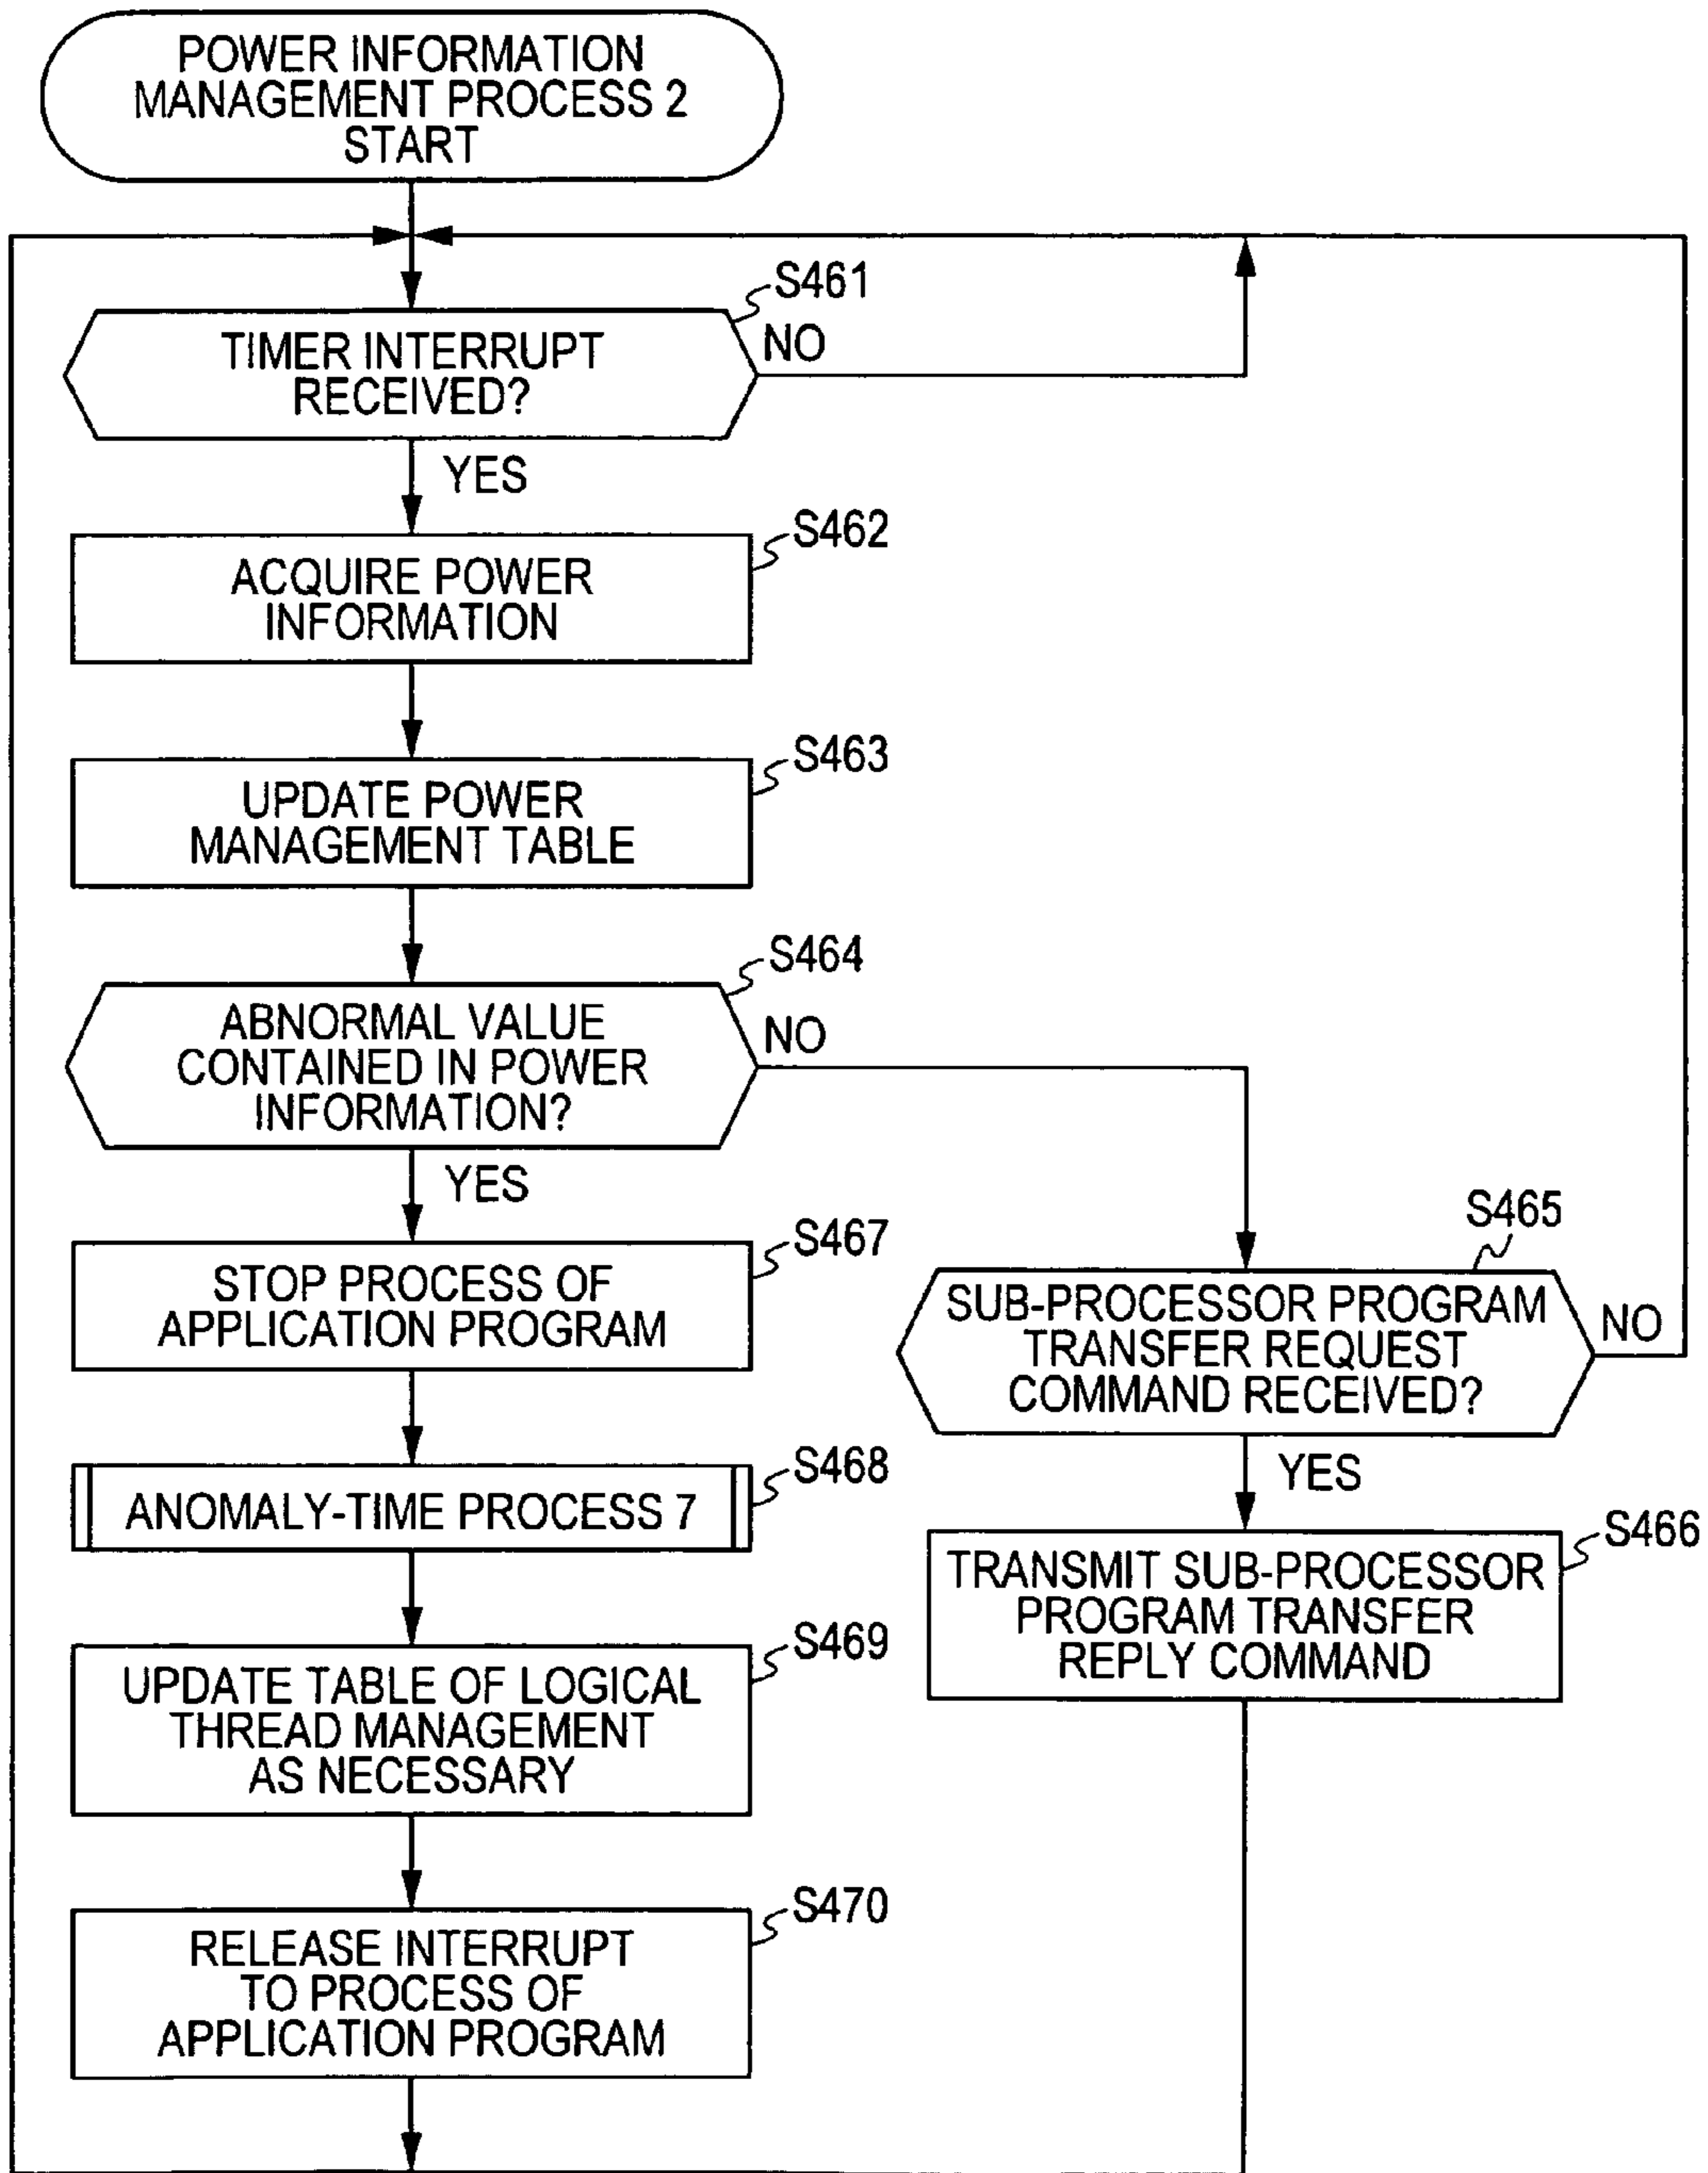 POWER INFORMATION
MANAGEMENT PROCESS 2
START
S461
TIMER INTERRUPT
RECEIVED?
NO
YES
S462
ACQUIRE POWER
INFORMATION
S463
UPDATE POWER
MANAGEMENT TABLE
S464
ABNORMAL VALUE
CONTAINED IN POWER
INFORMATION?
NO
YES
S467
STOP PROCESS OF
APPLICATION PROGRAM
S465
SUB-PROCESSOR PROGRAM
TRANSFER REQUEST
COMMAND RECEIVED?
NO
YES
S468
ANOMALY-TIME PROCESS 7
S466
TRANSMIT SUB-PROCESSOR
PROGRAM TRANSFER
REPLY COMMAND
S469
UPDATE TABLE OF LOGICAL
THREAD MANAGEMENT
AS NECESSARY
S470
RELEASE INTERRUPT
TO PROCESS OF
APPLICATION PROGRAM